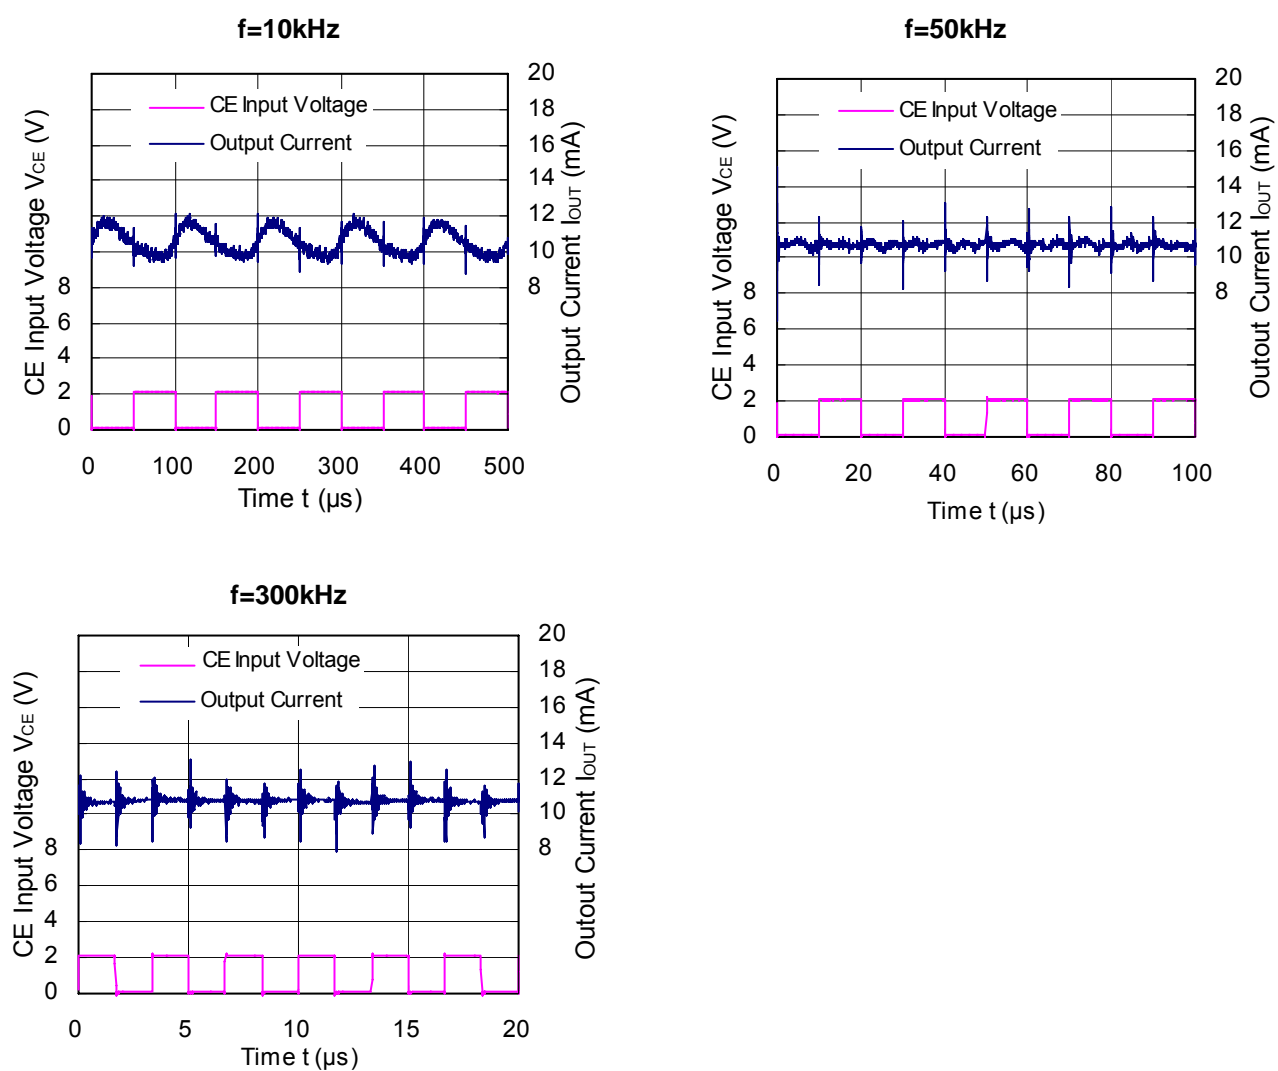 f=10kHz
20
18
16
14
12
10
8
CE Input Voltage
Output Current
8
6
4
2
0
CE Input Voltage VCE (V)
Output Current IOUT (mA)
0 100 200 300 400 500
Time t (µs)
f=50kHz
20
18
16
14
12
10
8
CE Input Voltage
Output Current
8
6
4
2
0
CE Input Voltage VCE (V)
Outout Current IOUT (mA)
0 20 40 60 80 100
Time t (µs)
f=300kHz
20
18
16
14
12
10
8
CE Input Voltage
Output Current
8
6
4
2
0
CE Input Voltage VCE (V)
Outout Current IOUT (mA)
0 5 10 15 20
Time t (µs)